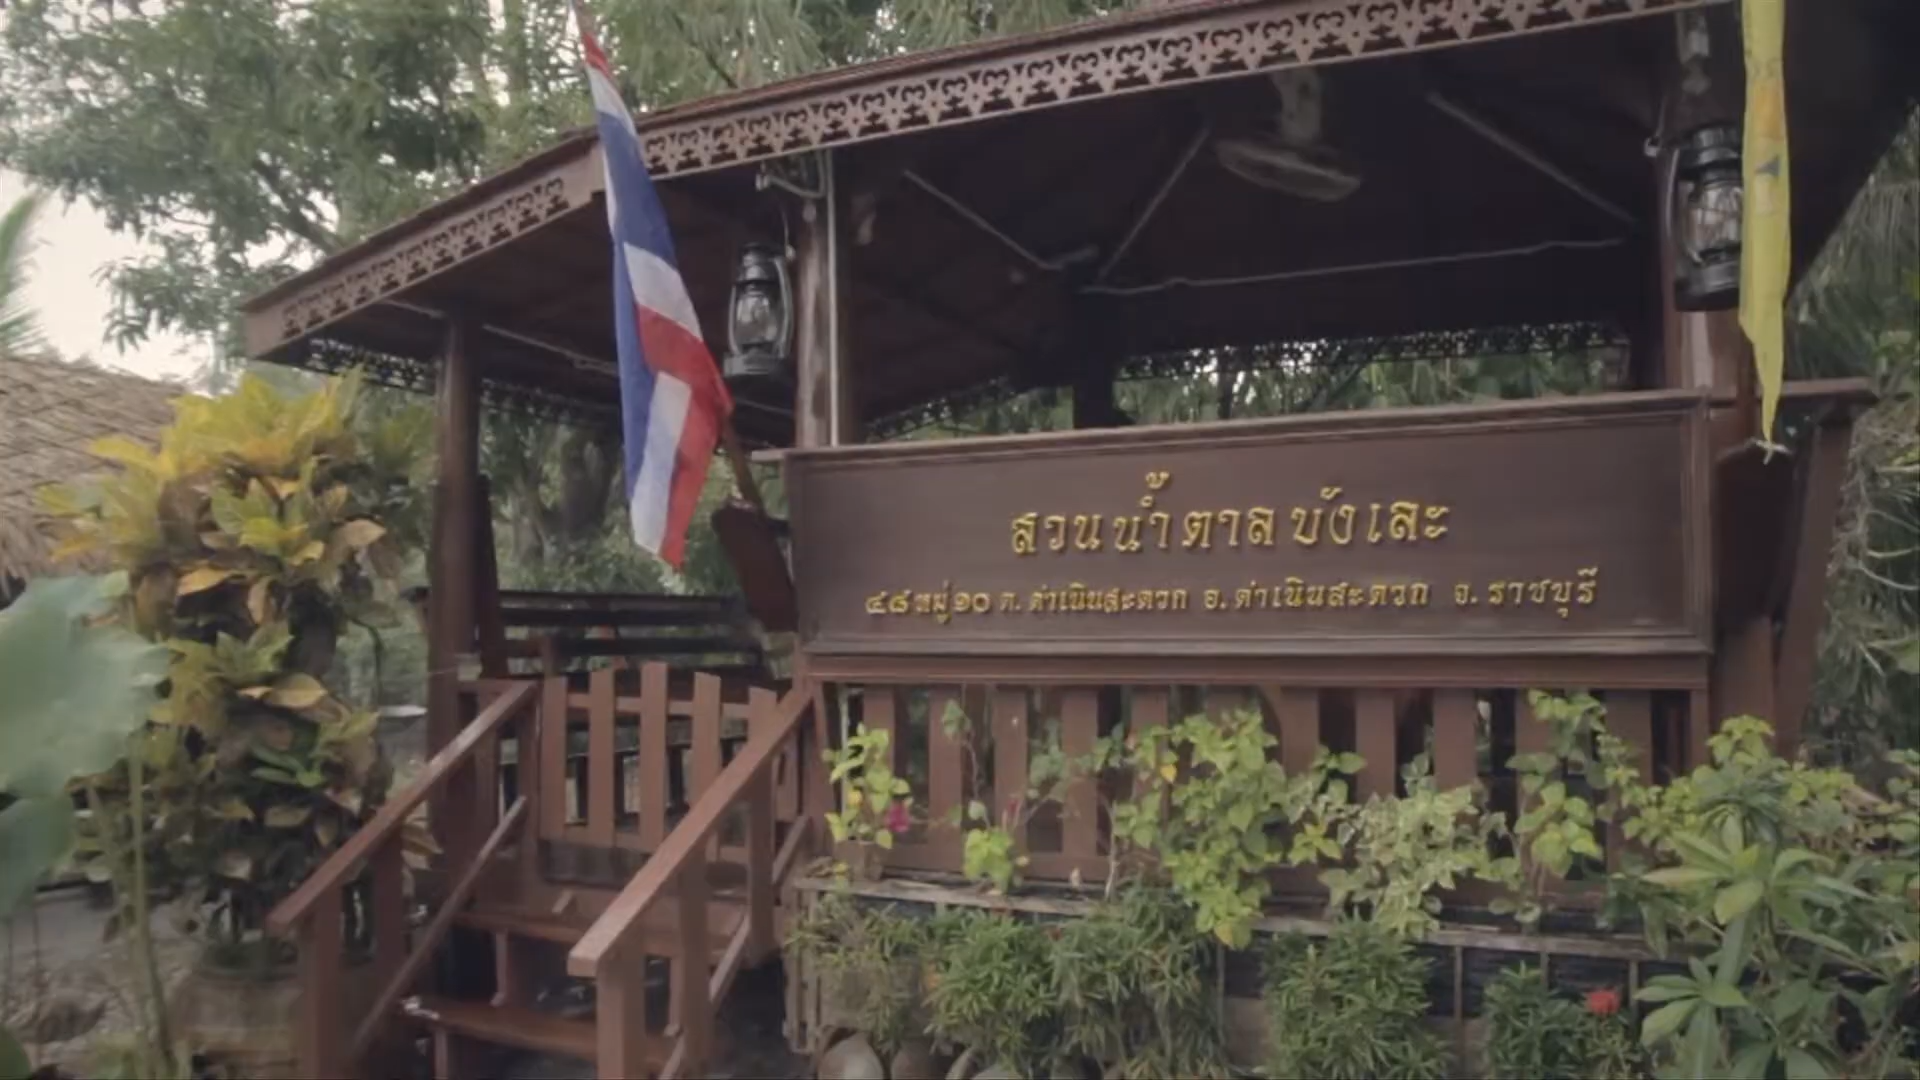 สวนน้ำตาลบังเละ
๔๘ หมู่ ๑๐ ต. ดำเนินสะดวก อ. ดำเนินสะดวก จ. ราชบุรี